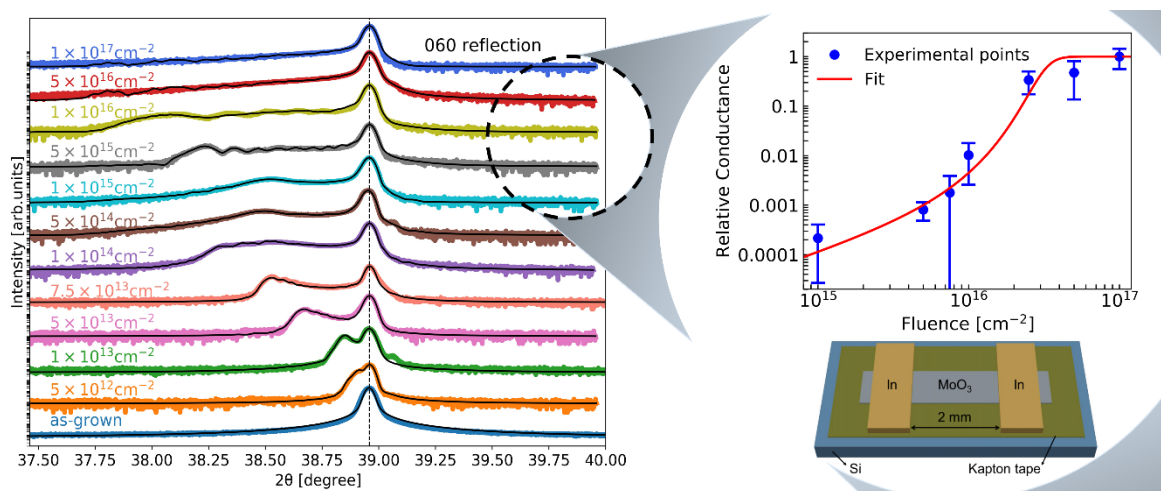 060 reflection
1 × 10¹⁷cm⁻²
5 × 10¹⁶cm⁻²
1 × 10¹⁶cm⁻²
5 × 10¹⁵cm⁻²
1 × 10¹⁵cm⁻²
5 × 10¹⁴cm⁻²
1 × 10¹⁴cm⁻²
7.5 × 10¹³cm⁻²
5 × 10¹³cm⁻²
1 × 10¹³cm⁻²
5 × 10¹²cm⁻²
as-grown
Intensity [arb.units]
37.50 38.00 38.25 38.50 38.75 39.00 39.25 39.50 39.75 40.00
2θ [degree]
Experimental points
Fit
1
0.1
0.01
0.001
0.0001
Relative Conductance
10¹⁵ 10¹⁶ 10¹⁷
Fluence [cm⁻²]
In MoO₃ In
2 mm
Si Kapton tape